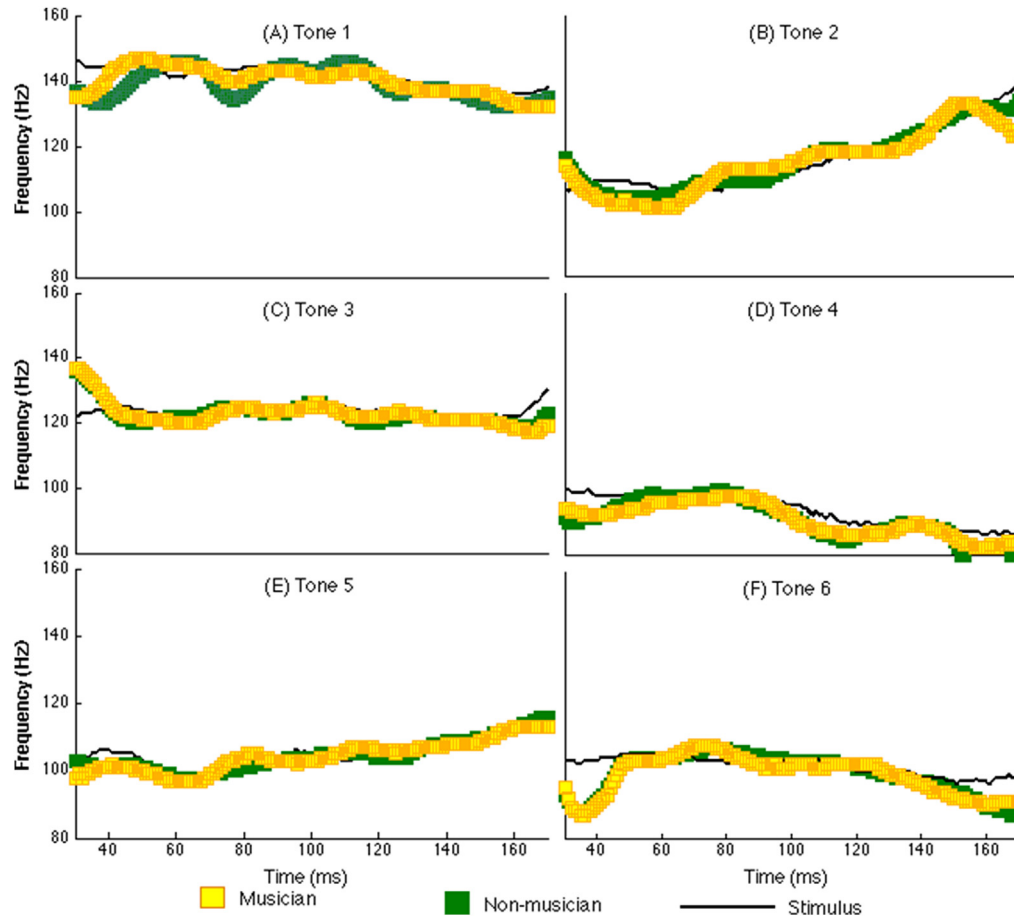 160
(A) Tone 1
(B) Tone 2
140
120
100
80
Frequency (Hz)
160
(C) Tone 3
(D) Tone 4
140
120
100
80
Frequency (Hz)
160
(E) Tone 5
(F) Tone 6
140
120
100
80
Frequency (Hz)
40 60 80 100 120 140 160
40 60 80 100 120 140 160
Time (ms)
Time (ms)
Musician
Non-musician
Stimulus